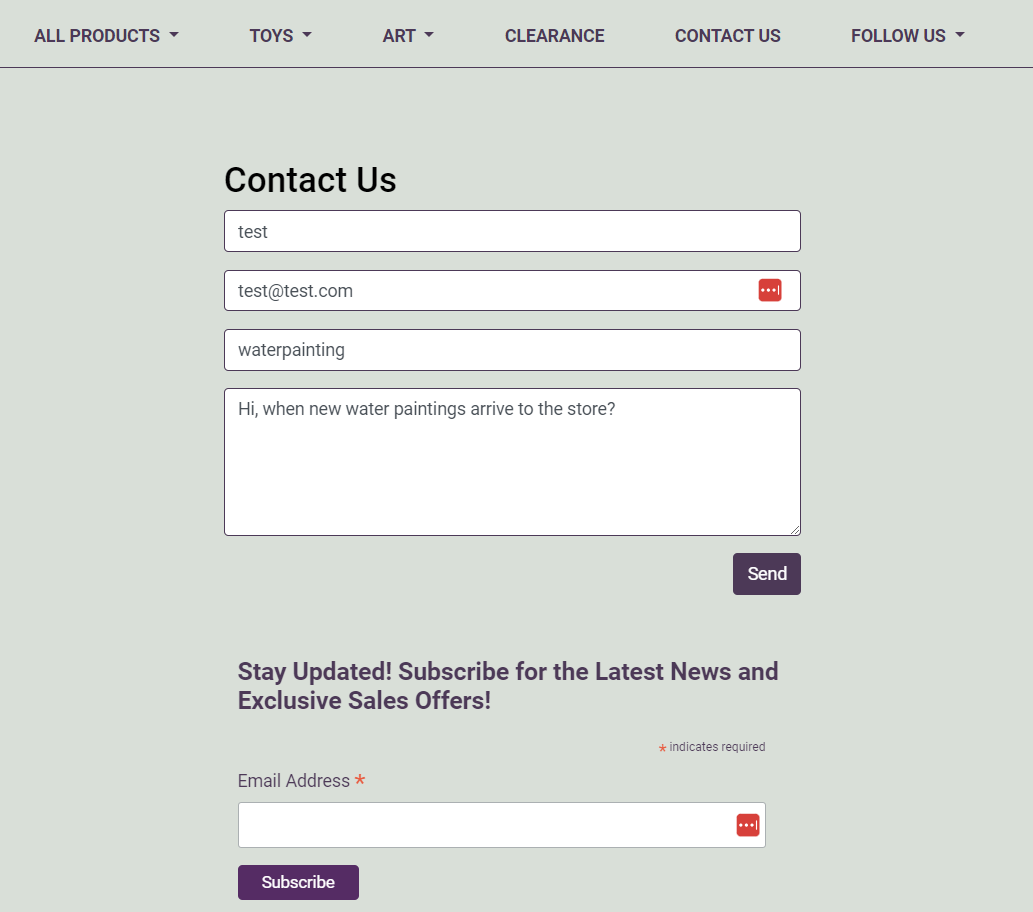 ALL PRODUCTS TOYS ART CLEARANCE CONTACT US FOLLOW US
Contact Us
test
test@test.com
waterpainting
Hi, when new water paintings arrive to the store?
Send
Stay Updated! Subscribe for the Latest News and
Exclusive Sales Offers!
* indicates required
Email Address *
Subscribe